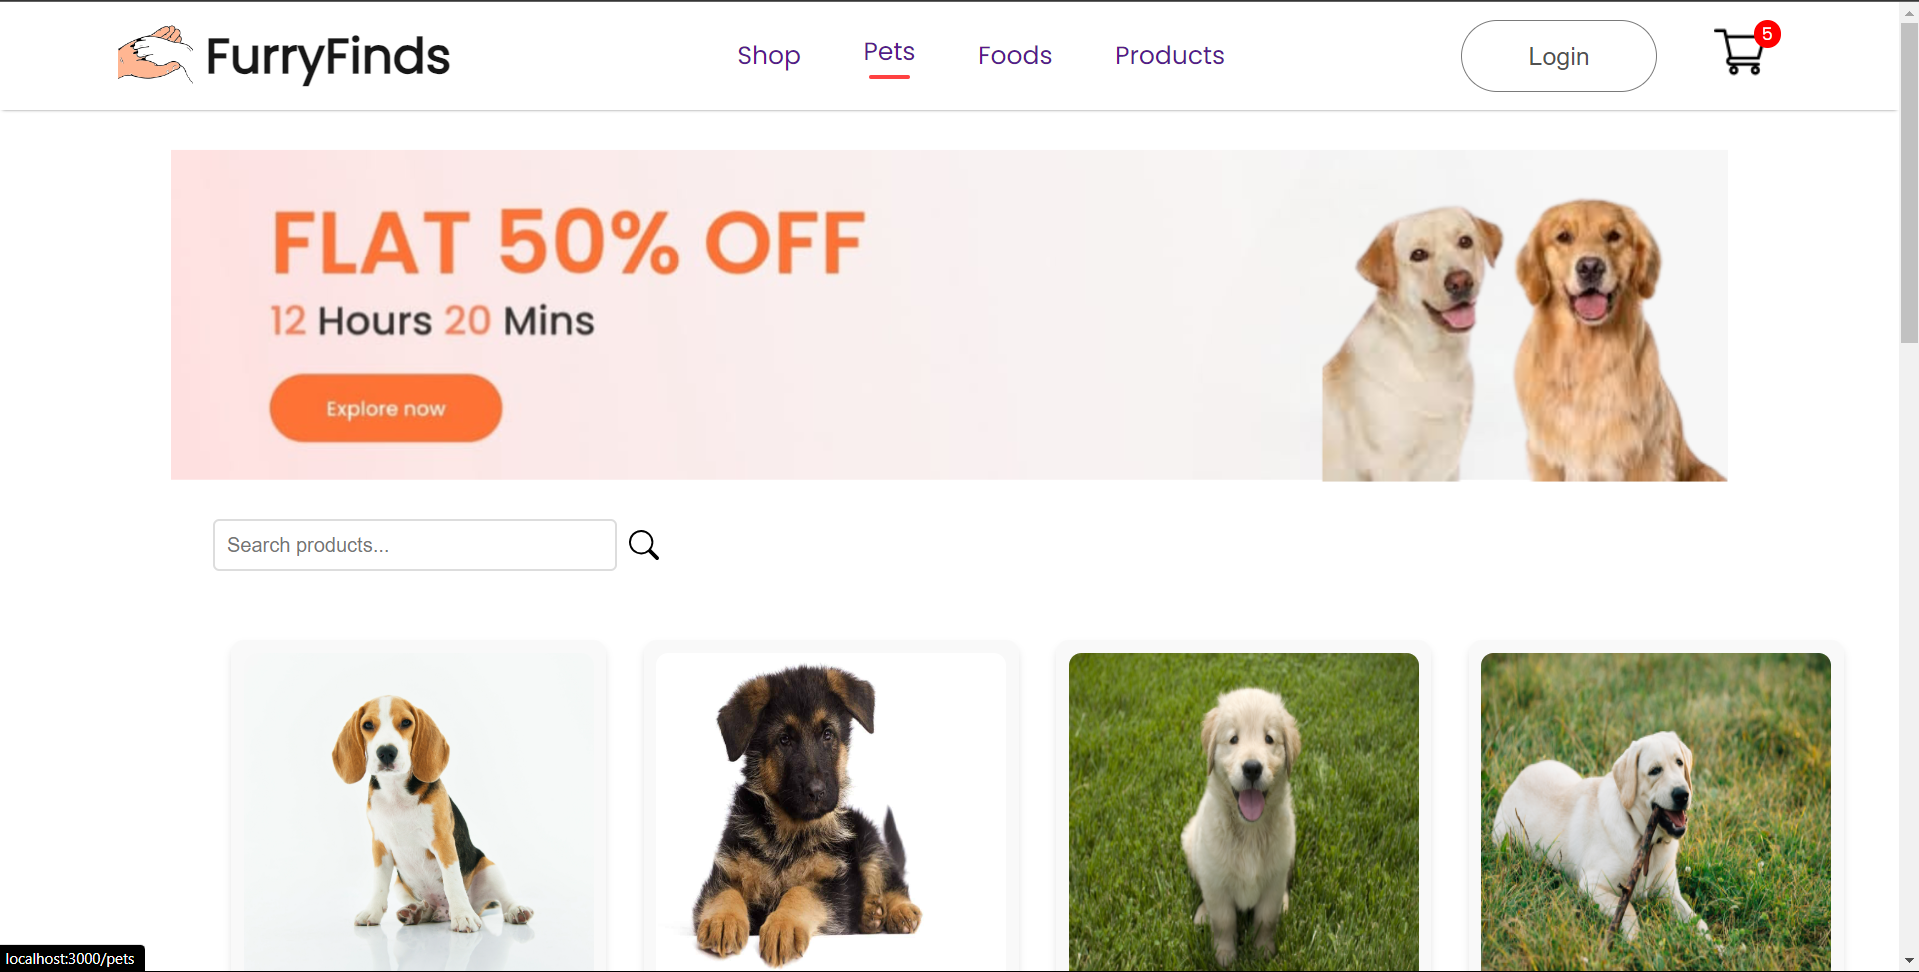 FurryFinds
Shop
Pets
Foods
Products
Login
5
FLAT 50% OFF
12 Hours 20 Mins
Explore now
Search products...
localhost:3000/pets